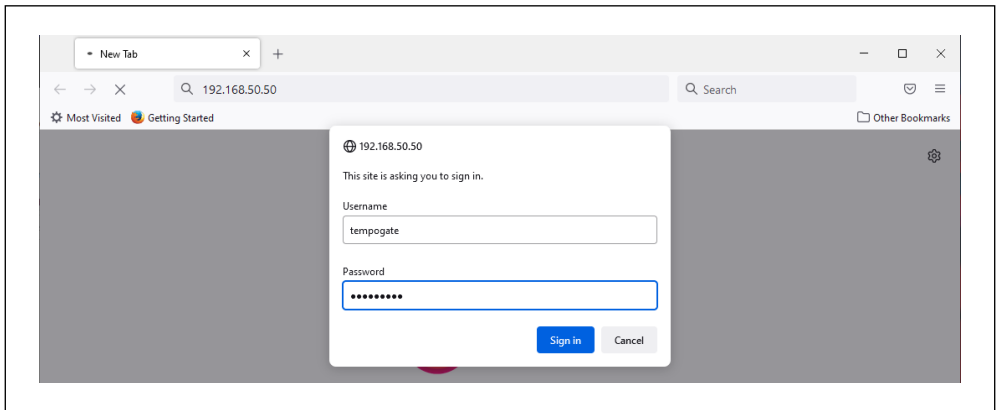 New Tab
192.168.50.50
Search
Most Visited Getting Started Other Bookmarks
192.168.50.50
This site is asking you to sign in.
Username
tempogate
Password
•••••••••
Sign in Cancel